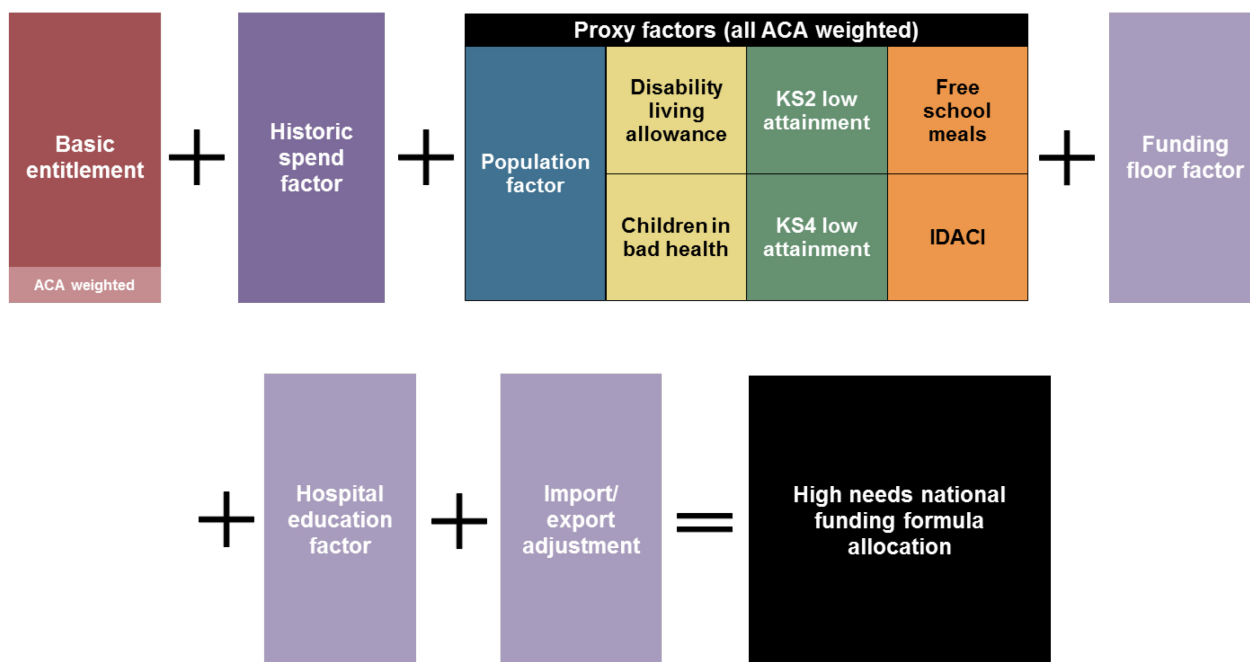 Proxy factors (all ACA weighted)
Basic
entitlement
ACA weighted
+
Historic
spend
factor
+
Population
factor
Disability
living
allowance
KS2 low
attainment
Free
school
meals
Children in
bad health
KS4 low
attainment
IDACI
+
Funding
floor factor
+
Hospital
education
factor
+
Import/
export
adjustment
=
High needs national
funding formula
allocation